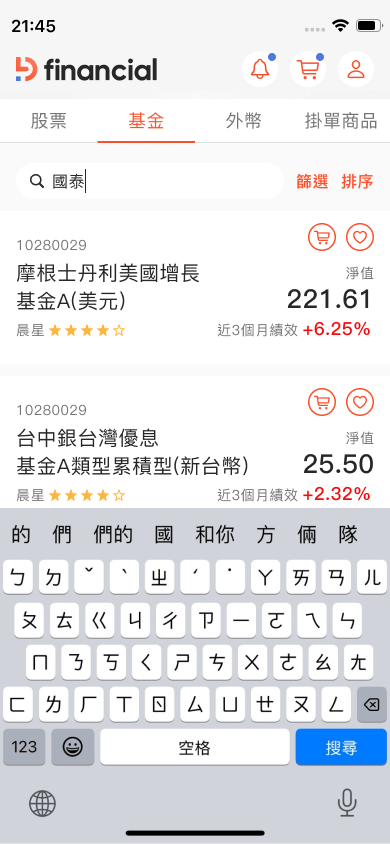 21:45
financial
股票 基金 外幣 掛單商品
國泰 篩選 排序
10280029
摩根士丹利美國增長
基金A(美元)
淨值
221.61
晨星 ★★★★☆ 近3個月績效 +6.25%
10280029
台中銀台灣優息
基金A類型累積型(新台幣)
淨值
25.50
晨星 ★★★★☆ 近3個月績效 +2.32%
的 們 們的 國 和你 方 倆 隊
ㄅ ㄉ ˇ ˋ ㄓ ˊ ˙ ㄚ ㄞ ㄢ ㄦ
ㄆ ㄊ ㄍ ㄐ ㄔ ㄗ ㄧ ㄛ ㄟ ㄣ
ㄇ ㄋ ㄎ ㄑ ㄕ ㄘ ㄨ ㄜ ㄠ ㄤ
ㄈ ㄌ ㄏ ㄒ ㄖ ㄙ ㄩ ㄝ ㄡ ㄥ
123 空格 搜尋